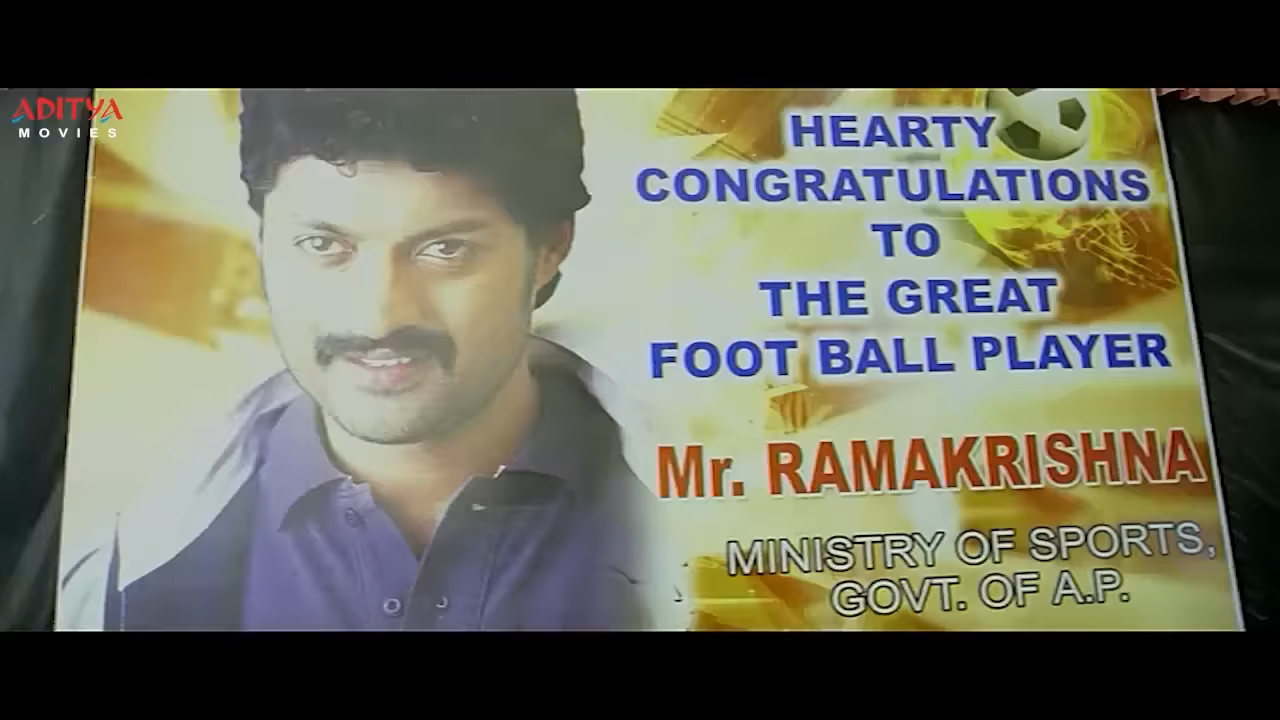 ADITYA
MOVIES
HEARTY
CONGRATULATIONS
TO
THE GREAT
FOOT BALL PLAYER
Mr. RAMAKRISHNA
MINISTRY OF SPORTS,
GOVT. OF A.P.